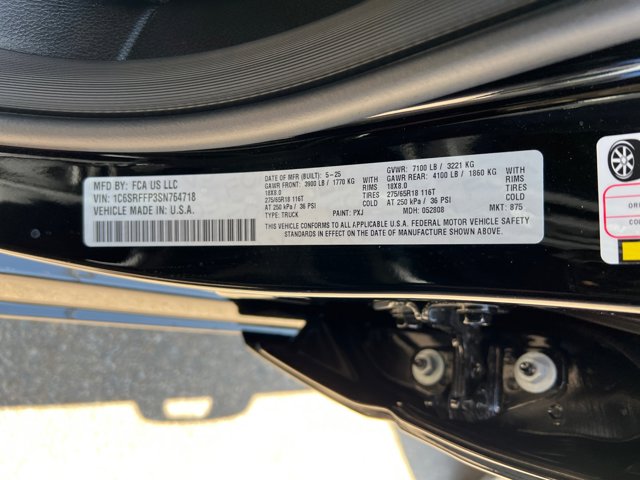 MFD BY: FCA US LLC
VIN: 1C6SRFFP3SN764718
VEHICLE MADE IN U.S.A.
DATE OF MFR (BUILT): 5-25 GVWR: 7100 LB / 3221 KG
GAWR FRONT: 3900 LB / 1770 KG WITH GAWR REAR: 4100 LB / 1860 KG WITH
18X8.0 RIMS 18X8.0 RIMS
275/65R18 116T TIRES 275/65R18 116T TIRES
AT 250 kPa / 36 PSI COLD AT 250 kPa / 36 PSI COLD
TYPE: TRUCK PAINT: PXJ MDH: 052808 MKT: 875
THIS VEHICLE CONFORMS TO ALL APPLICABLE U.S.A. FEDERAL MOTOR VEHICLE SAFETY
STANDARDS IN EFFECT ON THE DATE OF MANUFACTURE SHOWN ABOVE.